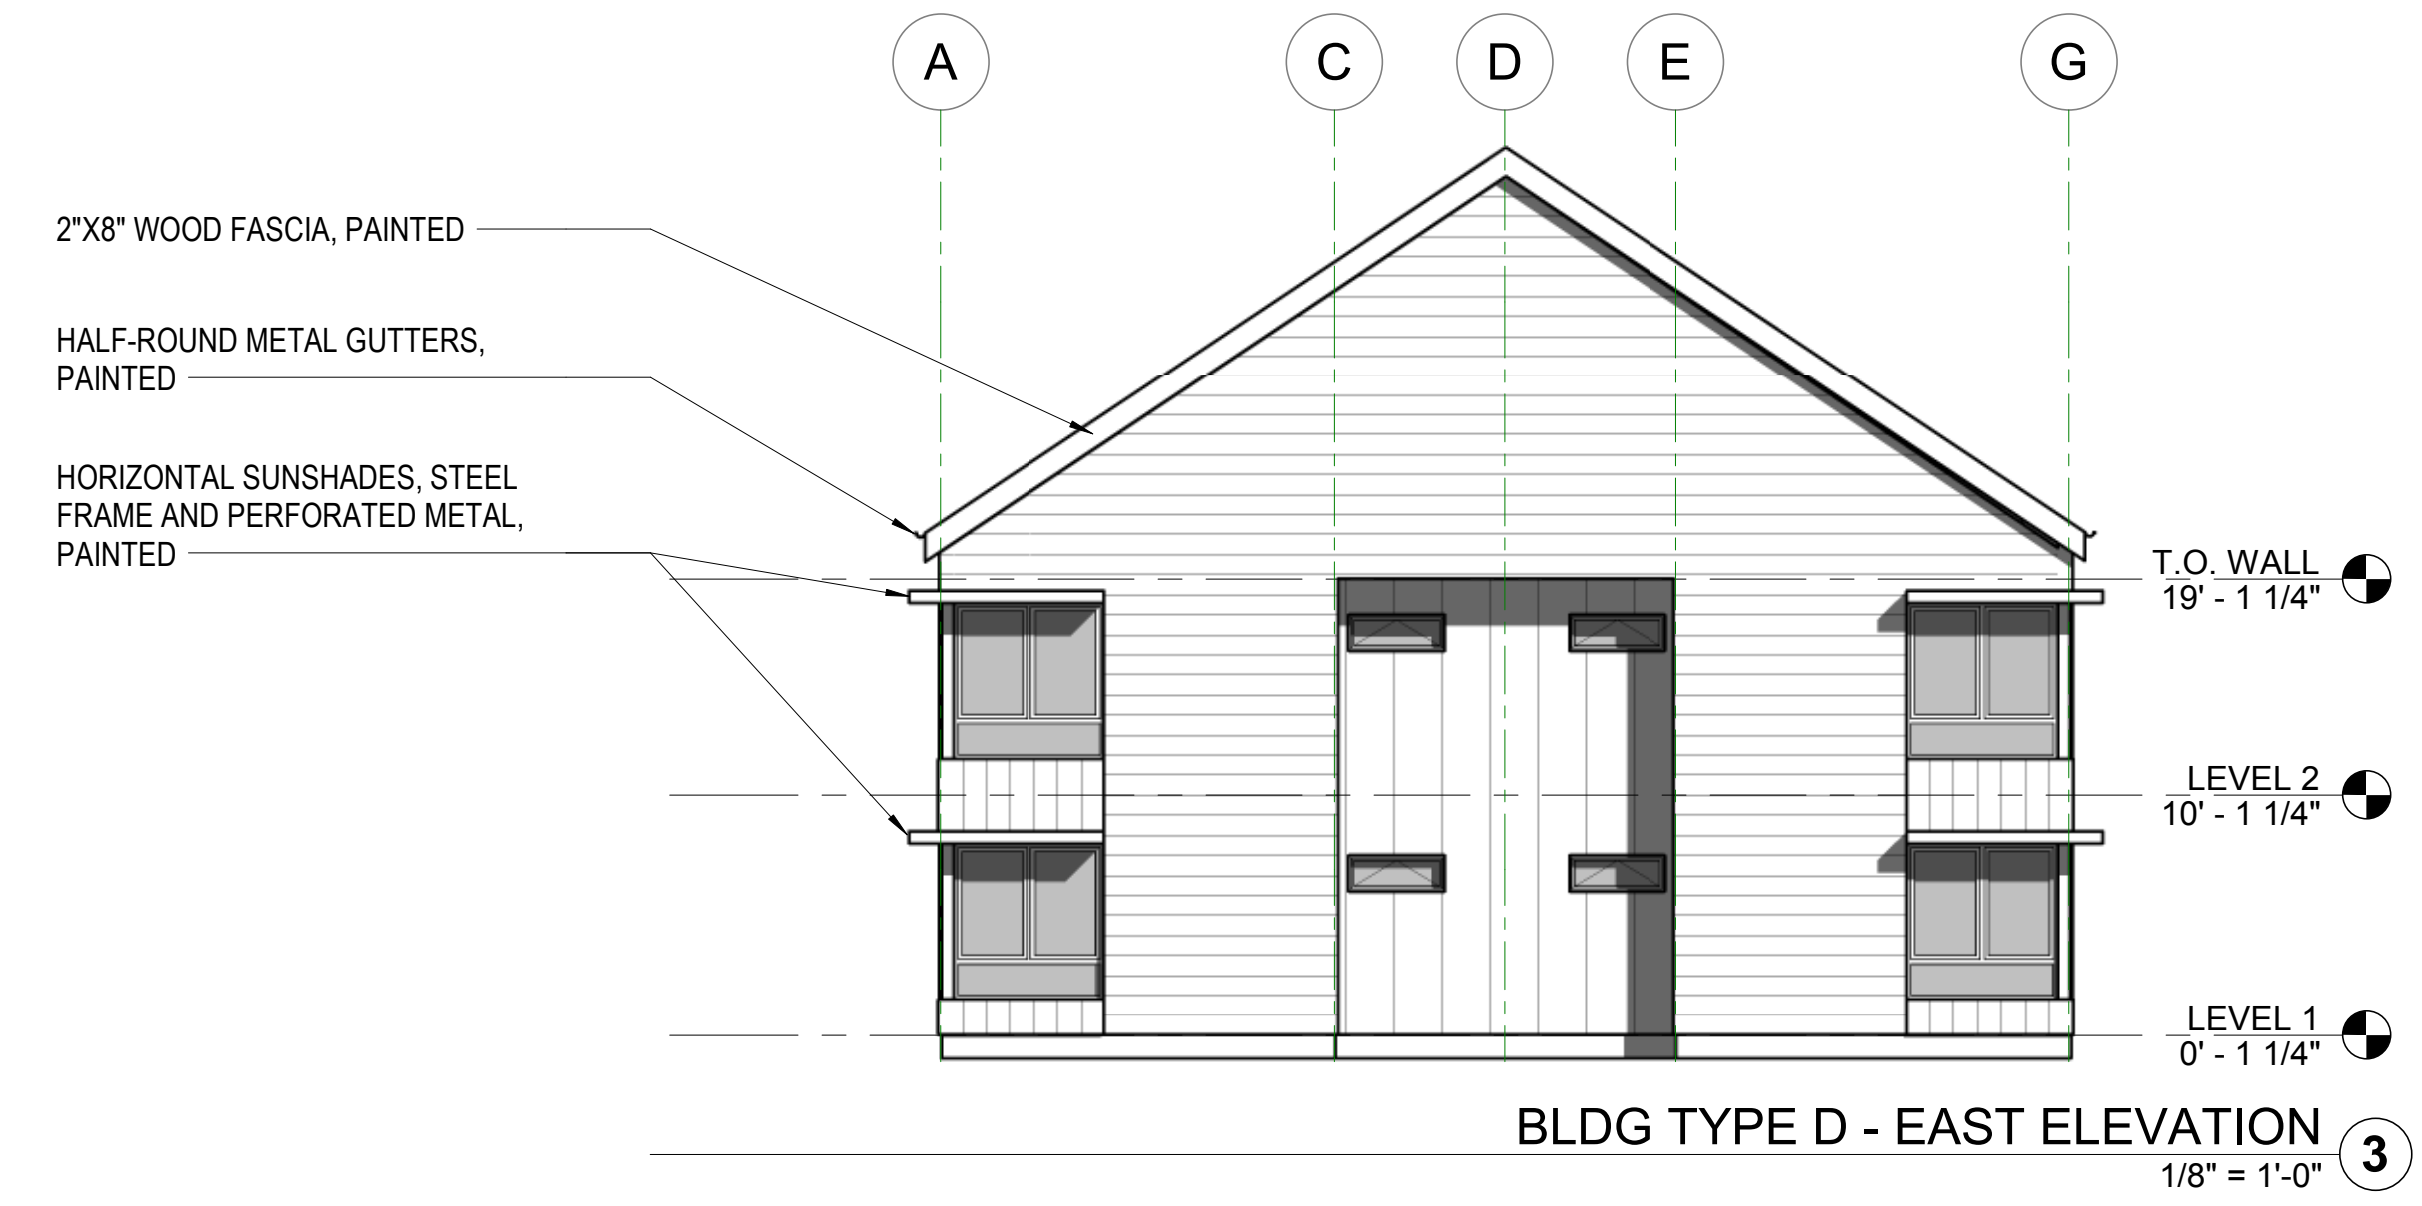 A
C
D
E
G
2"X8" WOOD FASCIA, PAINTED
HALF-ROUND METAL GUTTERS,
PAINTED
HORIZONTAL SUNSHADES, STEEL
FRAME AND PERFORATED METAL,
PAINTED
T.O. WALL
19' - 1 1/4"
LEVEL 2
10' - 1 1/4"
LEVEL 1
0' - 1 1/4"
BLDG TYPE D - EAST ELEVATION
3
1/8" = 1'-0"